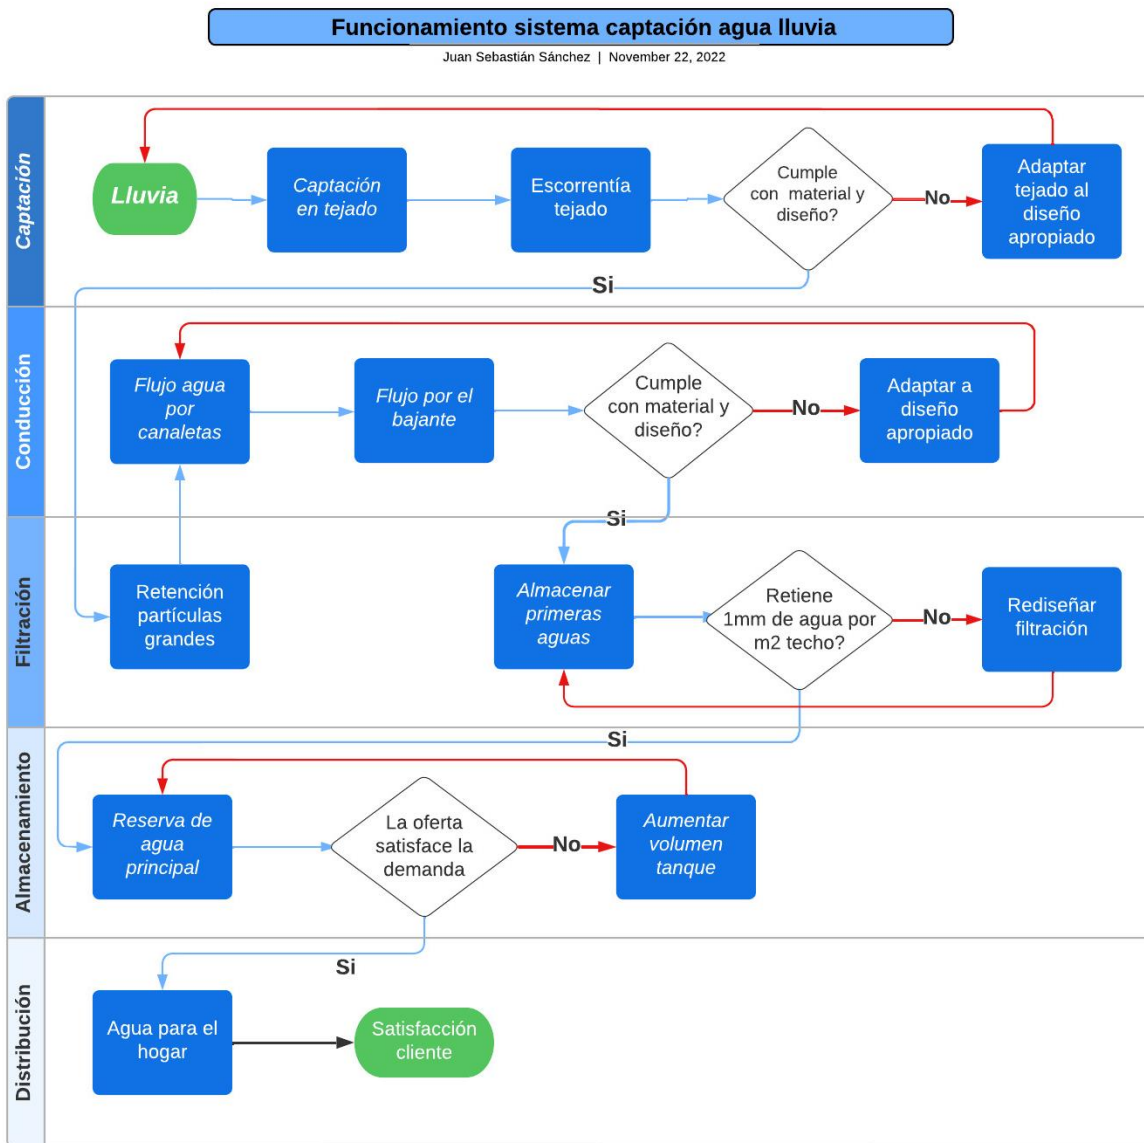 Funcionamiento sistema captación agua lluvia
Juan Sebastián Sánchez | November 22, 2022
Captación
Lluvia
Captación
en tejado
Escorrentía
tejado
Cumple
con material y
diseño?
No
Adaptar
tejado al
diseño
apropiado
Si
Conducción
Flujo agua
por
canaletas
Flujo por el
bajante
Cumple
con material y
diseño?
No
Adaptar a
diseño
apropiado
Si
Filtración
Retención
partículas
grandes
Almacenar
primeras
aguas
Retiene
1mm de agua por
m2 techo?
No
Rediseñar
filtración
Si
Almacenamiento
Reserva de
agua
principal
La oferta
satisface la
demanda
No
Aumentar
volumen
tanque
Si
Distribución
Agua para el
hogar
Satisfacción
cliente